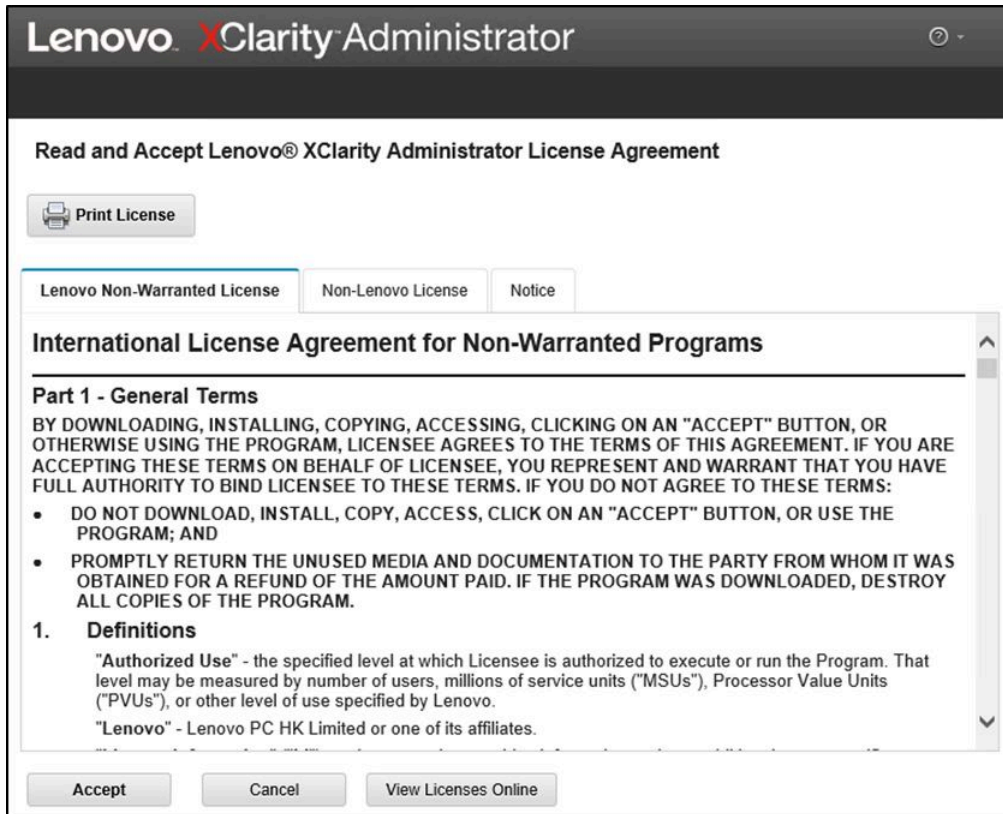 Lenovo™ XClarity™ Administrator
Read and Accept Lenovo® XClarity Administrator License Agreement
Print License
Lenovo Non-Warranted License Non-Lenovo License Notice
International License Agreement for Non-Warranted Programs
Part 1 - General Terms
BY DOWNLOADING, INSTALLING, COPYING, ACCESSING, CLICKING ON AN "ACCEPT" BUTTON, OR
OTHERWISE USING THE PROGRAM, LICENSEE AGREES TO THE TERMS OF THIS AGREEMENT. IF YOU ARE
ACCEPTING THESE TERMS ON BEHALF OF LICENSEE, YOU REPRESENT AND WARRANT THAT YOU HAVE
FULL AUTHORITY TO BIND LICENSEE TO THESE TERMS. IF YOU DO NOT AGREE TO THESE TERMS:
• DO NOT DOWNLOAD, INSTALL, COPY, ACCESS, CLICK ON AN "ACCEPT" BUTTON, OR USE THE
PROGRAM; AND
• PROMPTLY RETURN THE UNUSED MEDIA AND DOCUMENTATION TO THE PARTY FROM WHOM IT WAS
OBTAINED FOR A REFUND OF THE AMOUNT PAID. IF THE PROGRAM WAS DOWNLOADED, DESTROY
ALL COPIES OF THE PROGRAM.
1. Definitions
"Authorized Use" - the specified level at which Licensee is authorized to execute or run the Program. That
level may be measured by number of users, millions of service units ("MSUs"), Processor Value Units
("PVUs"), or other level of use specified by Lenovo.
"Lenovo" - Lenovo PC HK Limited or one of its affiliates.
Accept Cancel View Licenses Online